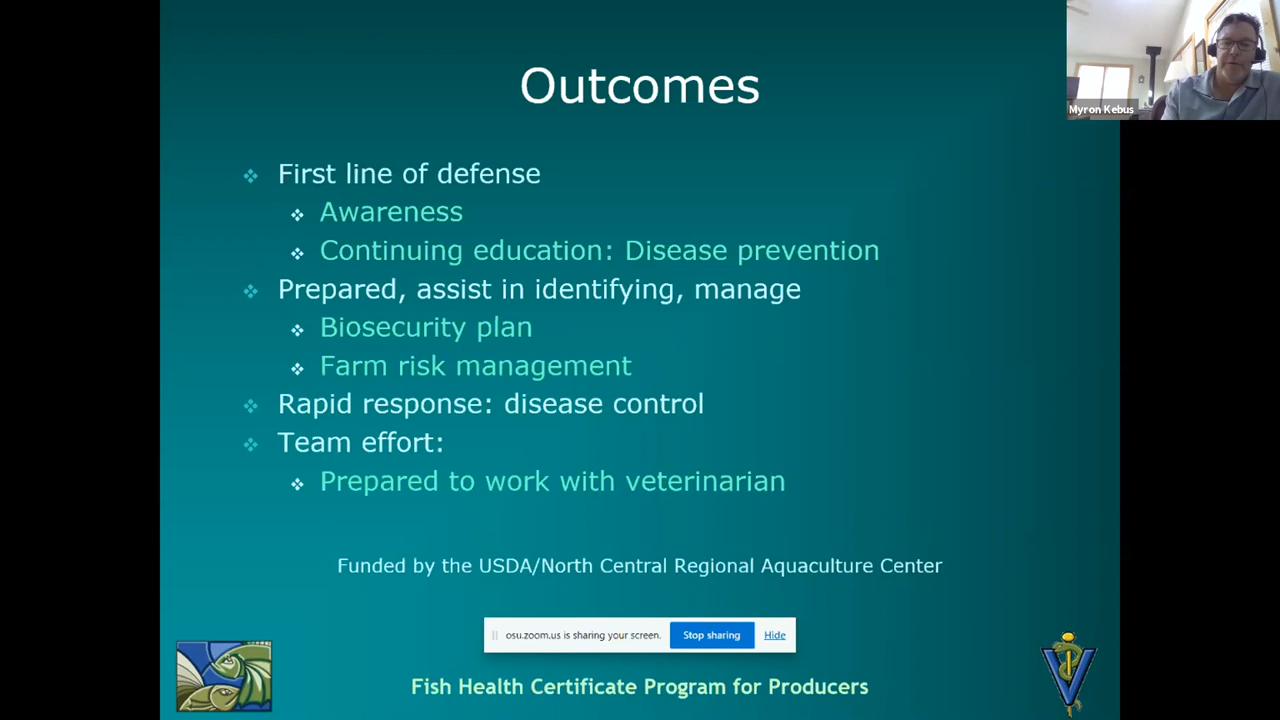 Outcomes
Myron Kebus
First line of defense
Awareness
Continuing education: Disease prevention
Prepared, assist in identifying, manage
Biosecurity plan
Farm risk management
Rapid response: disease control
Team effort:
Prepared to work with veterinarian
Funded by the USDA/North Central Regional Aquaculture Center
osu.zoom.us is sharing your screen. Stop sharing Hide
Fish Health Certificate Program for Producers
V